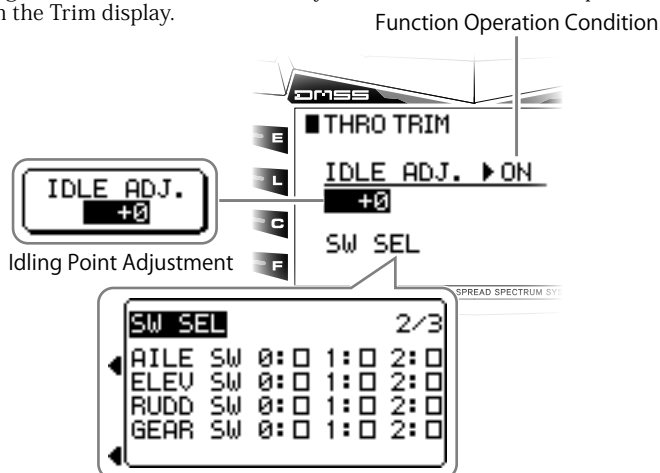 n the Trim display.
Function Operation Condition
DMSS
E
■THRO TRIM
L
IDLE ADJ. ▶ON
+0
IDLE ADJ.
+0
C
SW SEL
Idling Point Adjustment
F
SPREAD SPECTRUM SY
SW SEL 2/3
AILE SW 0:□ 1:□ 2:□
ELEV SW 0:□ 1:□ 2:□
RUDD SW 0:□ 1:□ 2:□
GEAR SW 0:□ 1:□ 2:□